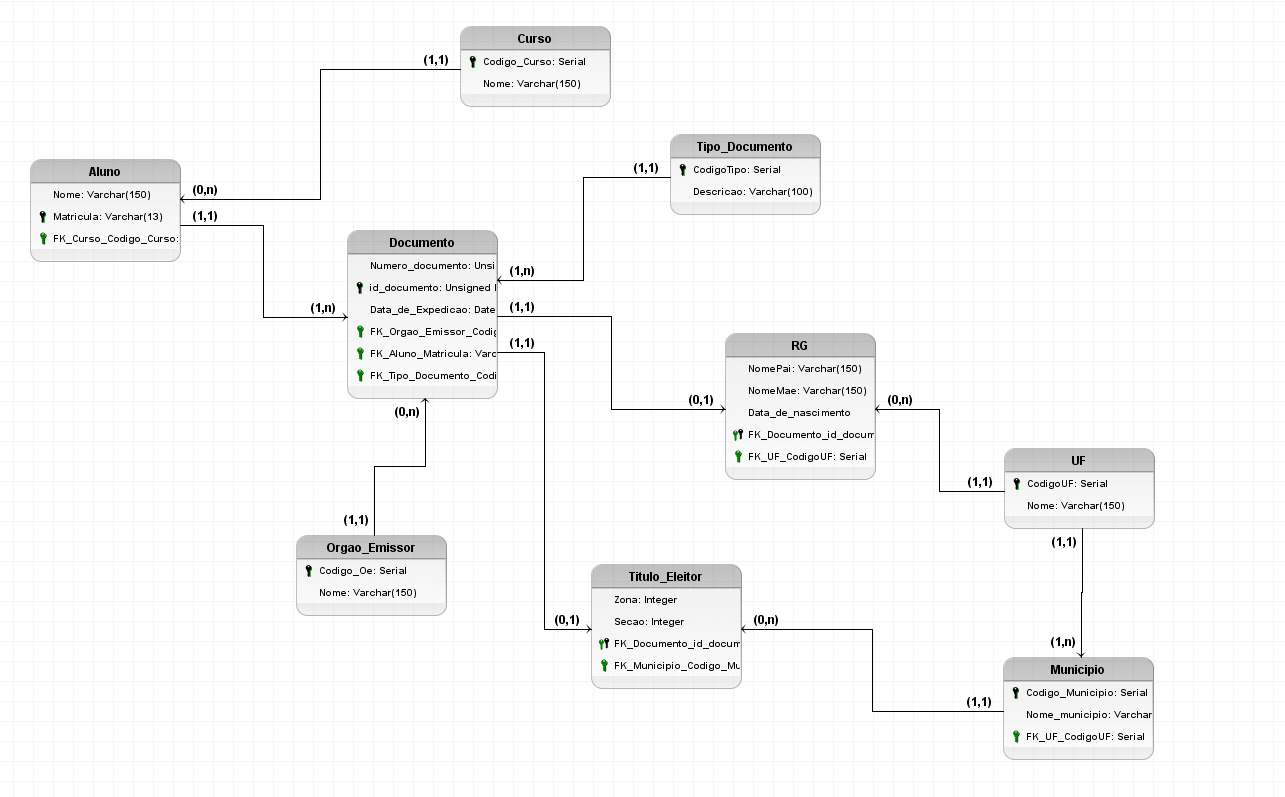 Curso
Codigo_Curso: Serial
Nome: Varchar(150)
(1,1)
Tipo_Documento
CodigoTipo: Serial
Descricao: Varchar(100)
(1,1)
Aluno
Nome: Varchar(150)
Matricula: Varchar(13)
FK_Curso_Codigo_Curso:
(0,n)
(1,1)
Documento
Numero_documento: Unsi
id_documento: Unsigned I
Data_de_Expedicao: Date
FK_Orgao_Emissor_Codig
FK_Aluno_Matricula: Varc
FK_Tipo_Documento_Codi
(1,n)
(1,n)
(1,1)
(1,1)
(0,n)
RG
NomePai: Varchar(150)
NomeMae: Varchar(150)
Data_de_nascimento
FK_Documento_id_docum
FK_UF_CodigoUF: Serial
(0,1)
(0,n)
UF
CodigoUF: Serial
Nome: Varchar(150)
(1,1)
(1,1)
Orgao_Emissor
Codigo_Oe: Serial
Nome: Varchar(150)
(1,1)
Titulo_Eleitor
Zona: Integer
Secao: Integer
FK_Documento_id_docum
FK_Municipio_Codigo_Mu
(0,1)
(0,n)
Municipio
Codigo_Municipio: Serial
Nome_municipio: Varchar
FK_UF_CodigoUF: Serial
(1,n)
(1,1)